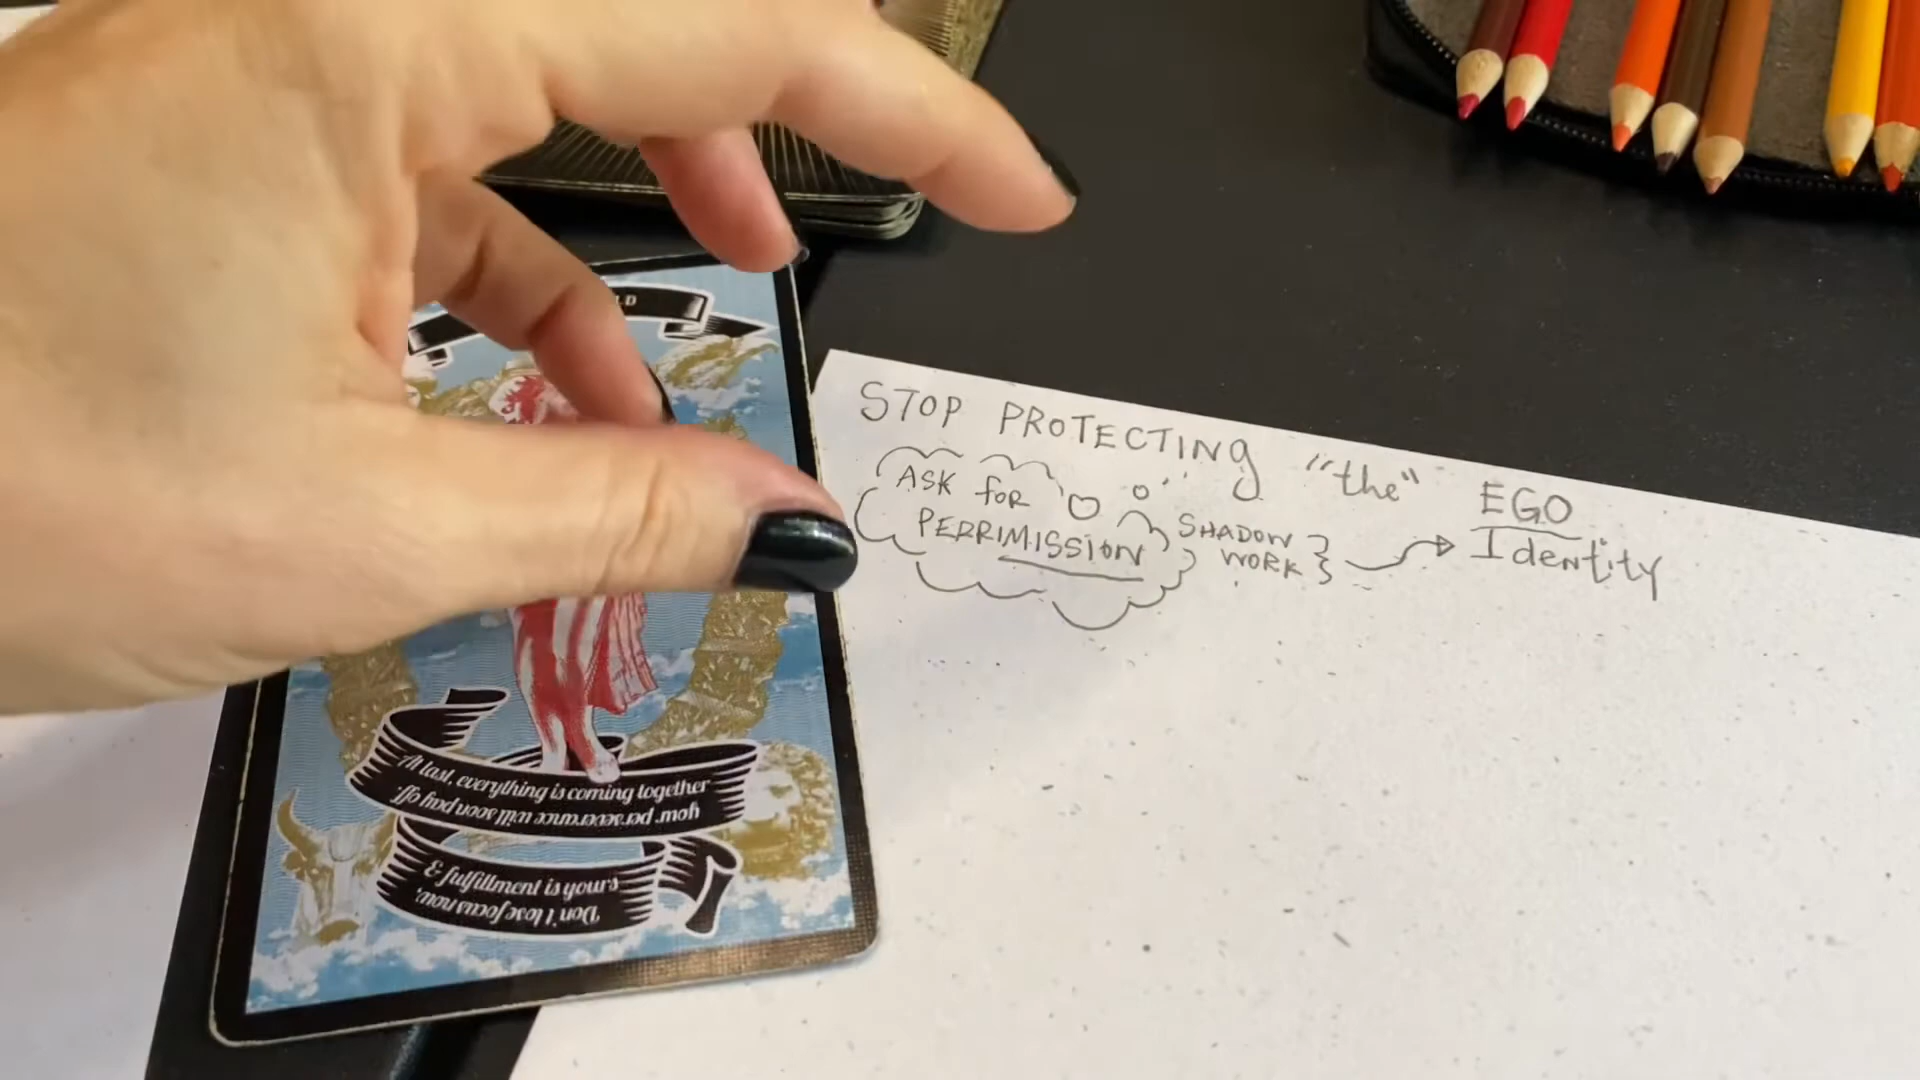 LD
STOP PROTECTINg "the" EGO
ASK foR
PERRIMISSION
SHADOW
WORK
Identity
At last, everything is coming together
your perseverance will soon pay off.
& fulfillment is yours
Don't lose focus now,